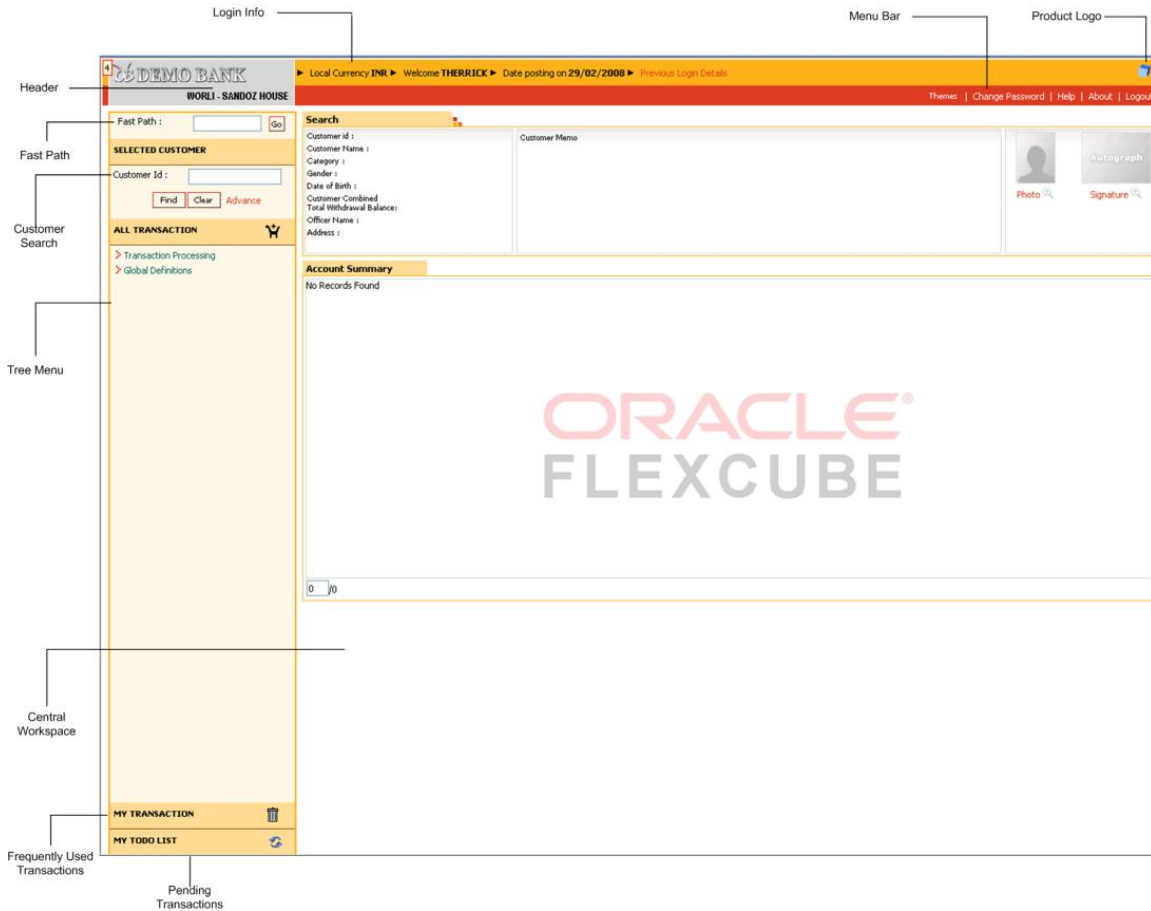 Login Info
Menu Bar
Product Logo
4
DEMO BANK
WORLI - SANDOZ HOUSE
Local Currency INR Welcome THERRICK Date posting on 29/02/2008 Previous Login Details
Themes | Change Password | Help | About | Logout
Header
Fast Path :
Go
Fast Path
SELECTED CUSTOMER
Customer Id :
Find Clear Advance
Customer
Search
ALL TRANSACTION
Transaction Processing
Global Definitions
Tree Menu
Search
Customer id :
Customer Name :
Category :
Gender :
Date of Birth :
Customer Combined
Total Withdrawal Balance:
Officer Name :
Address :
Customer Memo
Autograph
Photo
Signature
Account Summary
No Records Found
ORACLE®
FLEXCUBE
0 /0
Central
Workspace
MY TRANSACTION
MY TODO LIST
Frequently Used
Transactions
Pending
Transactions